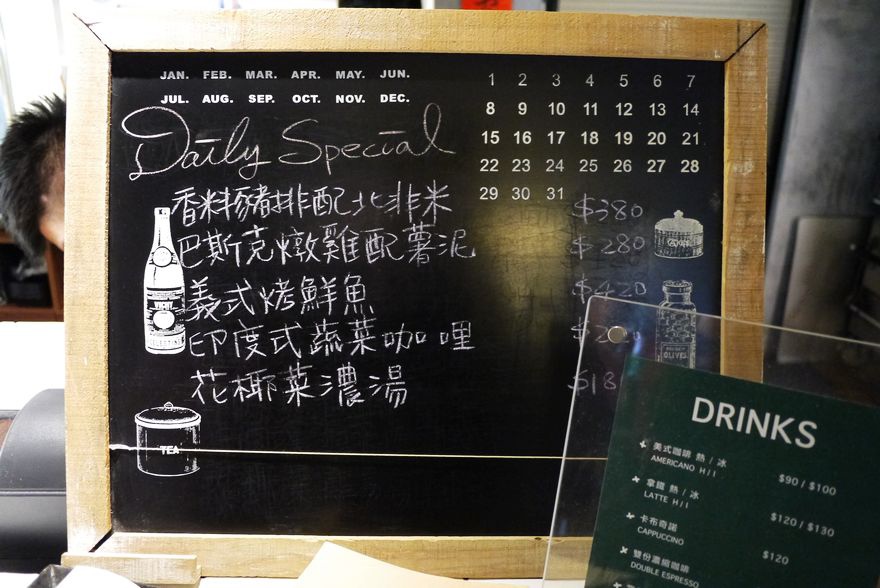 JAN. FEB. MAR. APR. MAY. JUN.
JUL. AUG. SEP. OCT. NOV. DEC.
1 2 3 4 5 6 7
8 9 10 11 12 13 14
15 16 17 18 19 20 21
22 23 24 25 26 27 28
29 30 31
Daily Special
香料豬排配北非米 $380
巴斯克燉雞配薯泥 $280
義式烤鮮魚 $420
印度式蔬菜咖哩
花椰菜濃湯
VICHY
CELESTINS
OLIVES
TEA
DRINKS
美式咖啡 熱 / 冰 $90 / $100
AMERICANO H / I
拿鐵 熱 / 冰 $120 / $130
LATTE H / I
卡布奇諾 $120
CAPPUCCINO
雙份濃縮咖啡
DOUBLE ESPRESSO